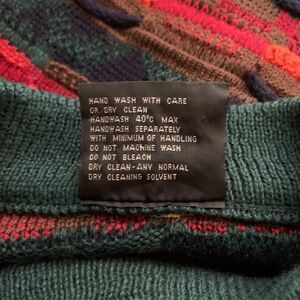 HAND WASH WITH CARE
OR DRY CLEAN
HANDWASH 40°C MAX
HANDWASH SEPARATELY
WITH MINIMUM OF HANDLING
DO NOT MACHINE WASH
DO NOT BLEACH
DRY CLEAN-ANY NORMAL
DRY CLEANING SOLVENT